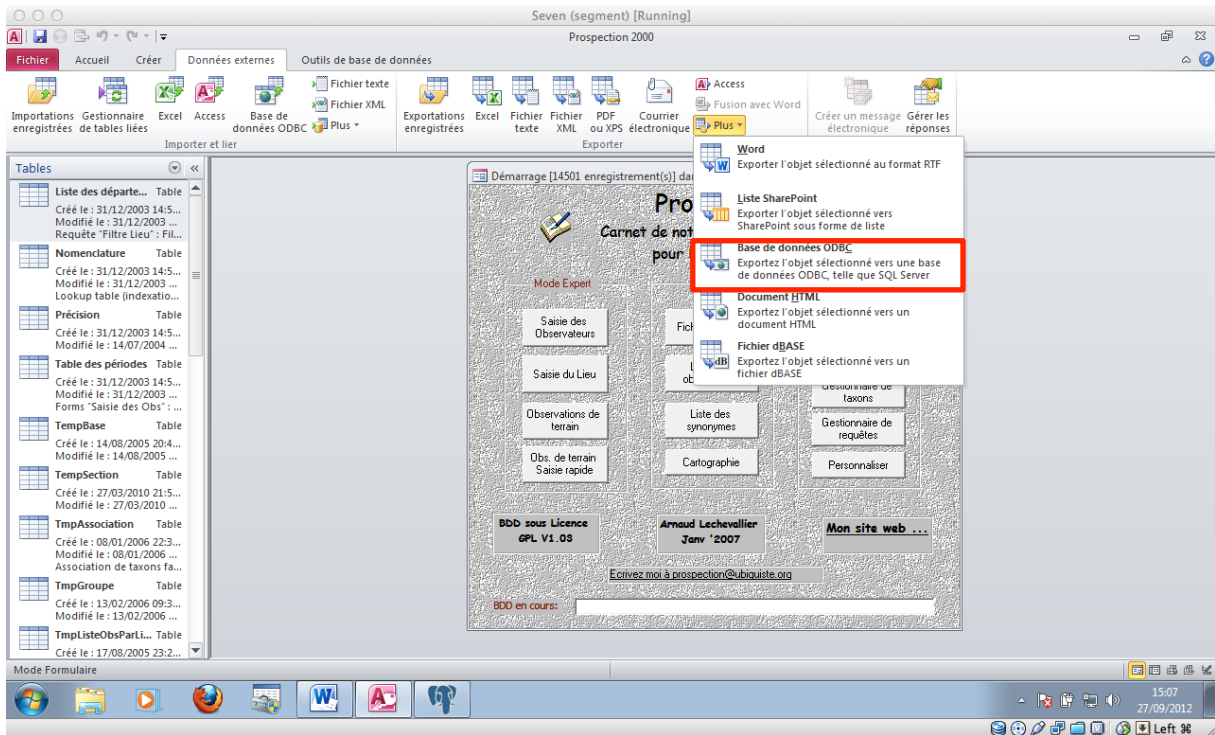 Seven (segment) [Running]
Prospection 2000
Fichier Accueil Créer Données externes Outils de base de données
Importations enregistrées
Gestionnaire de tables liées
Excel
Access
Base de données ODBC
Fichier texte
Fichier XML
Plus
Importer et lier
Exportations enregistrées
Excel
Fichier texte
Fichier XML
PDF ou XPS
Courrier électronique
Access
Fusion avec Word
Plus
Exporter
Créer un message électronique
Gérer les réponses
Word
Exporter l'objet sélectionné au format RTF
Liste SharePoint
Exporter l'objet sélectionné vers
SharePoint sous forme de liste
Base de données ODBC
Exportez l'objet sélectionné vers une base
de données ODBC, telle que SQL Server
Document HTML
Exportez l'objet sélectionné vers un
document HTML
Fichier dBASE
Exportez l'objet sélectionné vers un
fichier dBASE
Tables
Liste des départe... Table
Créé le : 31/12/2003 14:5...
Modifié le : 31/12/2003 ...
Requête "Filtre Lieu" : Fil...
Nomenclature Table
Créé le : 31/12/2003 14:5...
Modifié le : 31/12/2003 ...
Lookup table (indexatio...
Précision Table
Créé le : 31/12/2003 14:5...
Modifié le : 14/07/2004 ...
Table des périodes Table
Créé le : 31/12/2003 14:5...
Modifié le : 31/12/2003 ...
Forms "Saisie des Obs" : ...
TempBase Table
Créé le : 14/08/2005 20:4...
Modifié le : 14/08/2005 ...
TempSection Table
Créé le : 27/03/2010 21:5...
Modifié le : 27/03/2010 ...
TmpAssociation Table
Créé le : 08/01/2006 22:3...
Modifié le : 08/01/2006 ...
Association de taxons fa...
TmpGroupe Table
Créé le : 13/02/2006 09:3...
Modifié le : 13/02/2006 ...
TmpListeObsParLi... Table
Créé le : 17/08/2005 23:2...
Démarrage [14501 enregistrement(s)] da
Pro
Carnet de not
pour
Mode Expert
Saisie des
Observateurs
Saisie du Lieu
Observations de
terrain
Obs. de terrain
Saisie rapide
Fich
L
ob
Liste des
synonymes
Cartographie
Gestionnaire de
taxons
Gestionnaire de
requêtes
Personnaliser
BDD sous Licence
GPL V1.03
Arnaud Lechevallier
Janv '2007
Mon site web ...
Ecrivez moi à prospection@ubiquiste.org
BDD en cours:
Mode Formulaire
15:07
27/09/2012
Left ⌘